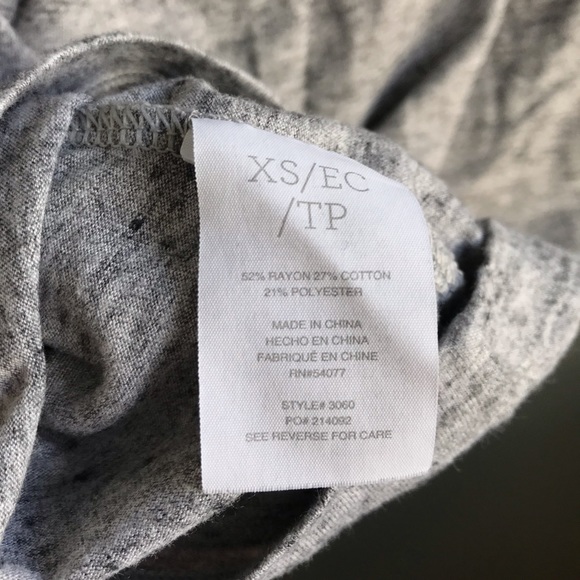 XS/EC
/TP
52% RAYON 27% COTTON
21% POLYESTER
MADE IN CHINA
HECHO EN CHINA
FABRIQUÉ EN CHINE
RN#54077
STYLE# 3060
PO# 214092
SEE REVERSE FOR CARE